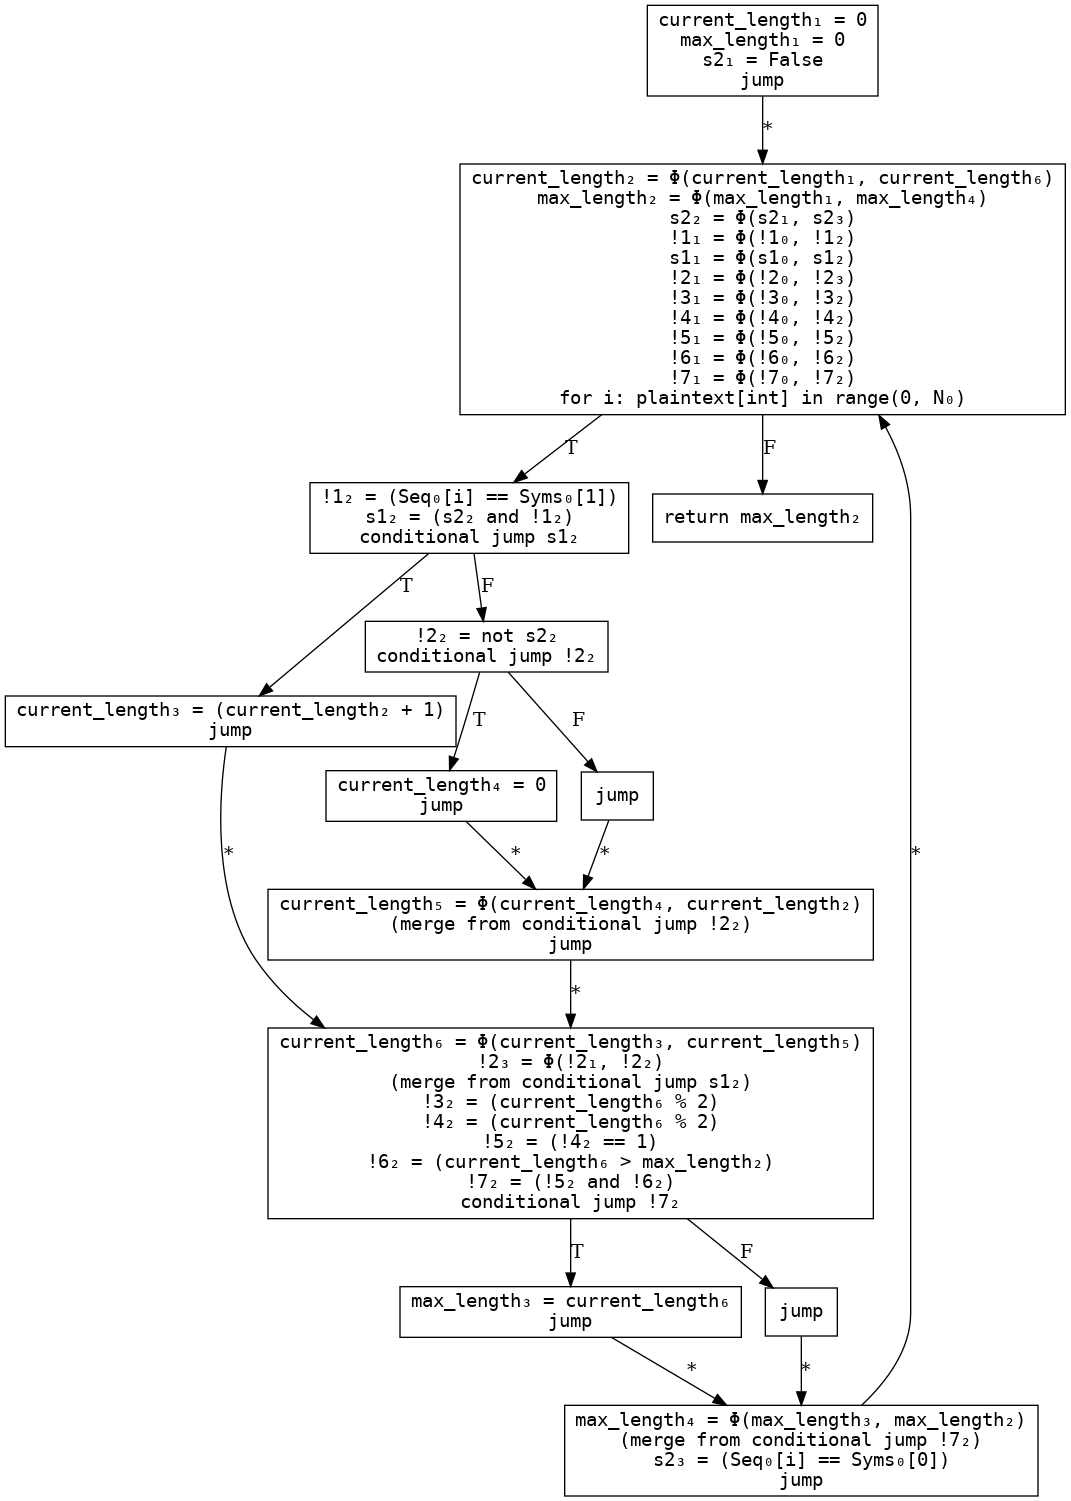 current_length₁ = 0
max_length₁ = 0
s2₁ = False
jump
*
current_length₂ = Φ(current_length₁, current_length₆)
max_length₂ = Φ(max_length₁, max_length₄)
s2₂ = Φ(s2₁, s2₃)
!1₁ = Φ(!1₀, !1₂)
s1₁ = Φ(s1₀, s1₂)
!2₁ = Φ(!2₀, !2₃)
!3₁ = Φ(!3₀, !3₂)
!4₁ = Φ(!4₀, !4₂)
!5₁ = Φ(!5₀, !5₂)
!6₁ = Φ(!6₀, !6₂)
!7₁ = Φ(!7₀, !7₂)
for i: plaintext[int] in range(0, N₀)
T
F
!1₂ = (Seq₀[i] == Syms₀[1])
s1₂ = (s2₂ and !1₂)
conditional jump s1₂
return max_length₂
T
F
!2₂ = not s2₂
conditional jump !2₂
current_length₃ = (current_length₂ + 1)
jump
T
F
current_length₄ = 0
jump
jump
*
*
*
*
current_length₅ = Φ(current_length₄, current_length₂)
(merge from conditional jump !2₂)
jump
*
current_length₆ = Φ(current_length₃, current_length₅)
!2₃ = Φ(!2₁, !2₂)
(merge from conditional jump s1₂)
!3₂ = (current_length₆ % 2)
!4₂ = (current_length₆ % 2)
!5₂ = (!4₂ == 1)
!6₂ = (current_length₆ > max_length₂)
!7₂ = (!5₂ and !6₂)
conditional jump !7₂
T
F
max_length₃ = current_length₆
jump
jump
*
*
max_length₄ = Φ(max_length₃, max_length₂)
(merge from conditional jump !7₂)
s2₃ = (Seq₀[i] == Syms₀[0])
jump